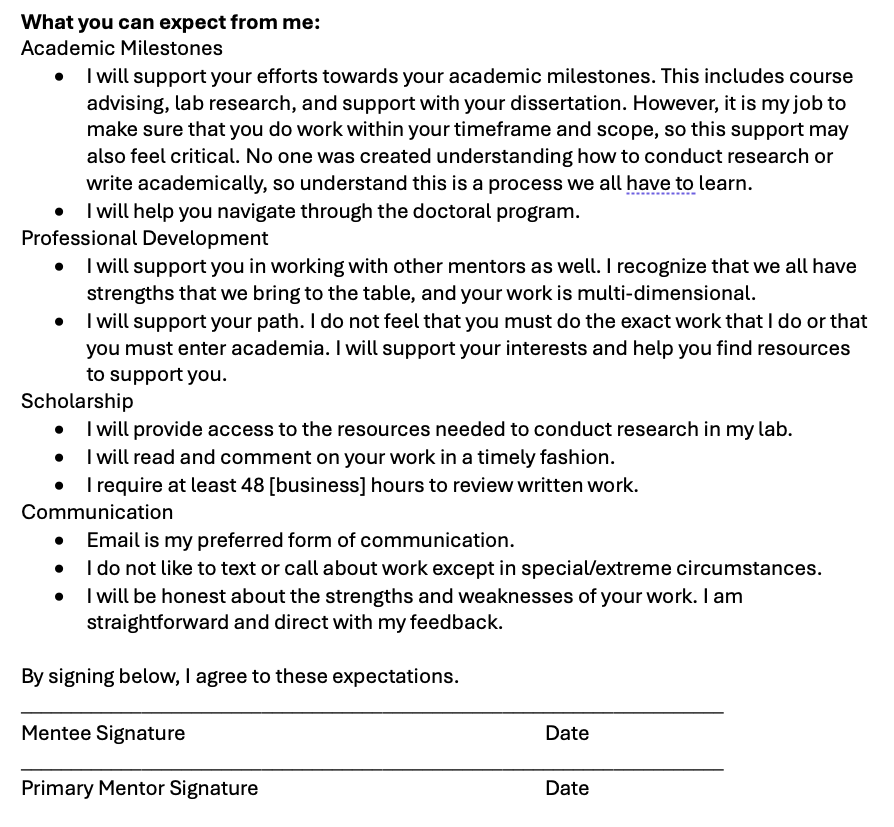 What you can expect from me:
Academic Milestones
• I will support your efforts towards your academic milestones. This includes course
advising, lab research, and support with your dissertation. However, it is my job to
make sure that you do work within your timeframe and scope, so this support may
also feel critical. No one was created understanding how to conduct research or
write academically, so understand this is a process we all have to learn.
• I will help you navigate through the doctoral program.
Professional Development
• I will support you in working with other mentors as well. I recognize that we all have
strengths that we bring to the table, and your work is multi-dimensional.
• I will support your path. I do not feel that you must do the exact work that I do or that
you must enter academia. I will support your interests and help you find resources
to support you.
Scholarship
• I will provide access to the resources needed to conduct research in my lab.
• I will read and comment on your work in a timely fashion.
• I require at least 48 [business] hours to review written work.
Communication
• Email is my preferred form of communication.
• I do not like to text or call about work except in special/extreme circumstances.
• I will be honest about the strengths and weaknesses of your work. I am
straightforward and direct with my feedback.
By signing below, I agree to these expectations.
Mentee Signature Date
Primary Mentor Signature Date